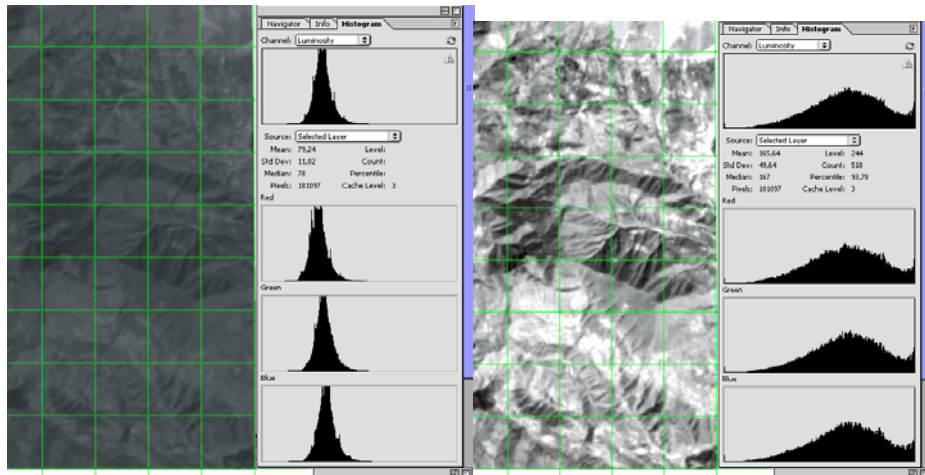 Navigator Info Histogram
Channel: Luminosity
Source: Selected Layer
Mean: 79,24 Level:
Std Dev: 11,02 Count:
Median: 78 Percentile:
Pixels: 181097 Cache Level: 3
Red
Green
Blue
Navigator Info Histogram
Channel: Luminosity
Source: Selected Layer
Mean: 165,64 Level: 244
Std Dev: 49,64 Count: 518
Median: 167 Percentile: 93,78
Pixels: 181097 Cache Level: 3
Red
Green
Blue